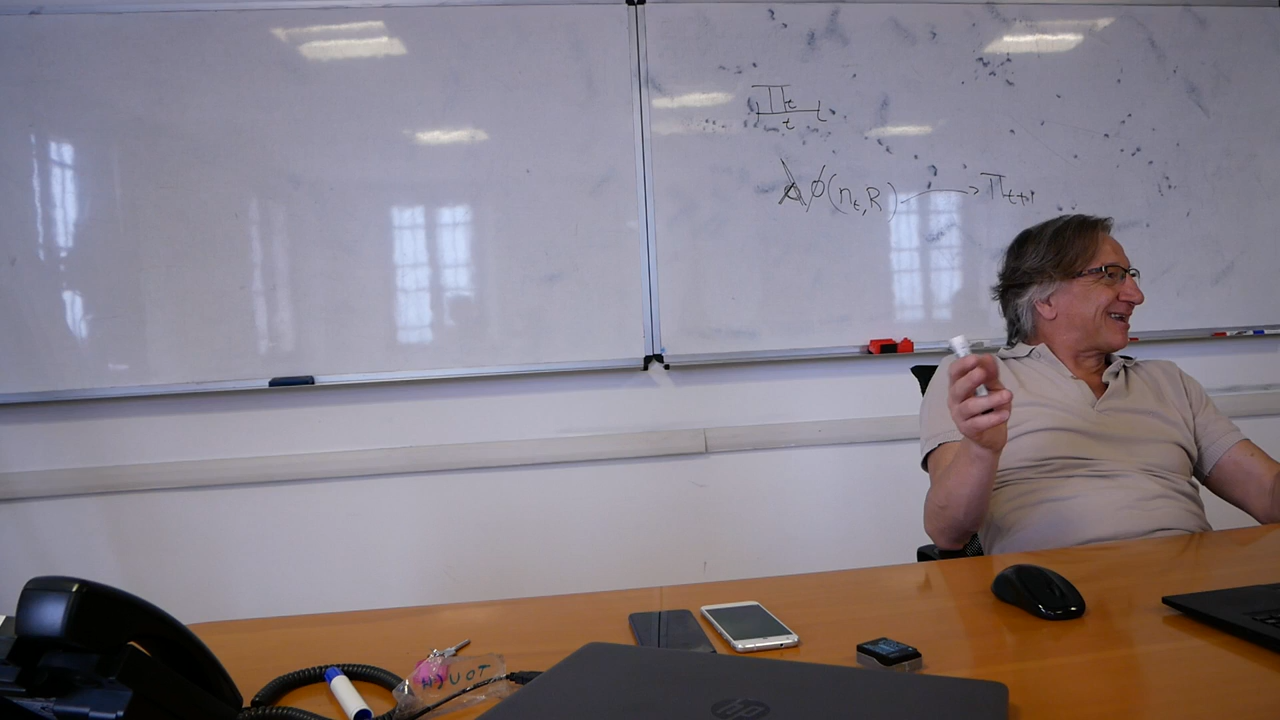 Π_t
t
φ(n_t, R) → Π_{t+1}
hp